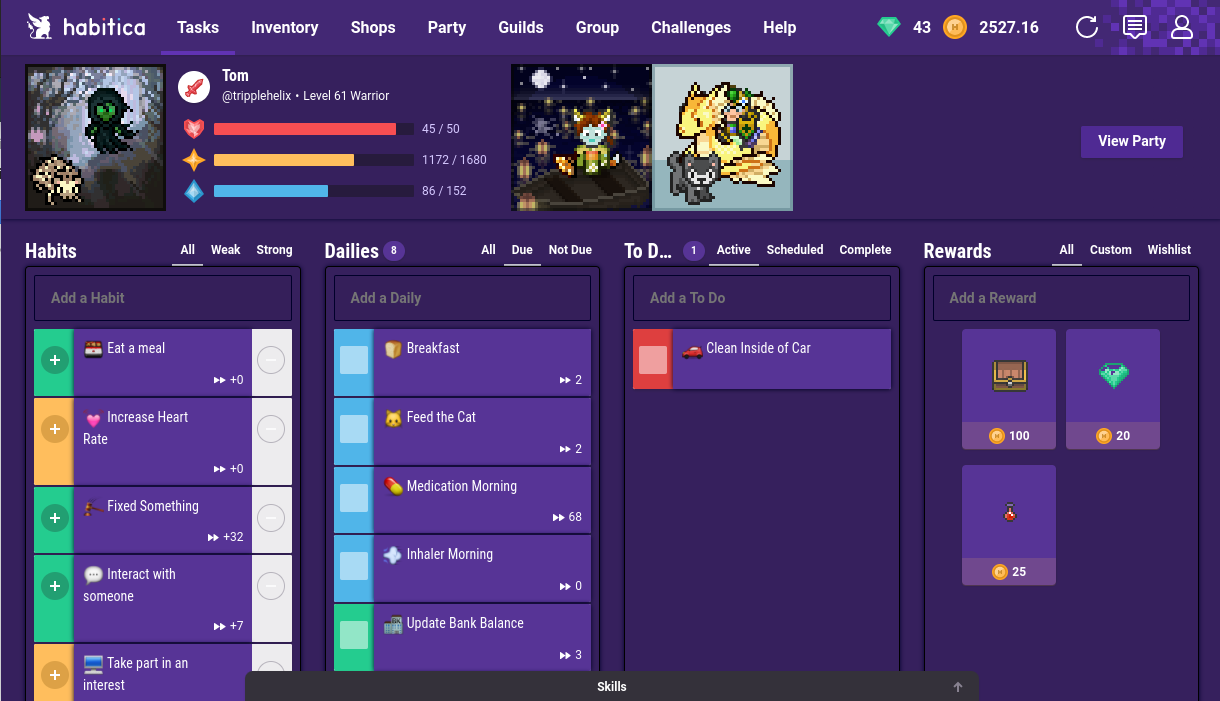 habitica Tasks Inventory Shops Party Guilds Group Challenges Help 43 2527.16
Tom
@tripplehelix • Level 61 Warrior
45 / 50
1172 / 1680
86 / 152
View Party
Habits All Weak Strong
Add a Habit
Eat a meal
+0
Increase Heart
Rate
+0
Fixed Something
+32
Interact with
someone
+7
Take part in an
interest
Dailies 8 All Due Not Due
Add a Daily
Breakfast
2
Feed the Cat
2
Medication Morning
68
Inhaler Morning
0
Update Bank Balance
3
To D... 1 Active Scheduled Complete
Add a To Do
Clean Inside of Car
Rewards All Custom Wishlist
Add a Reward
100
20
25
Skills